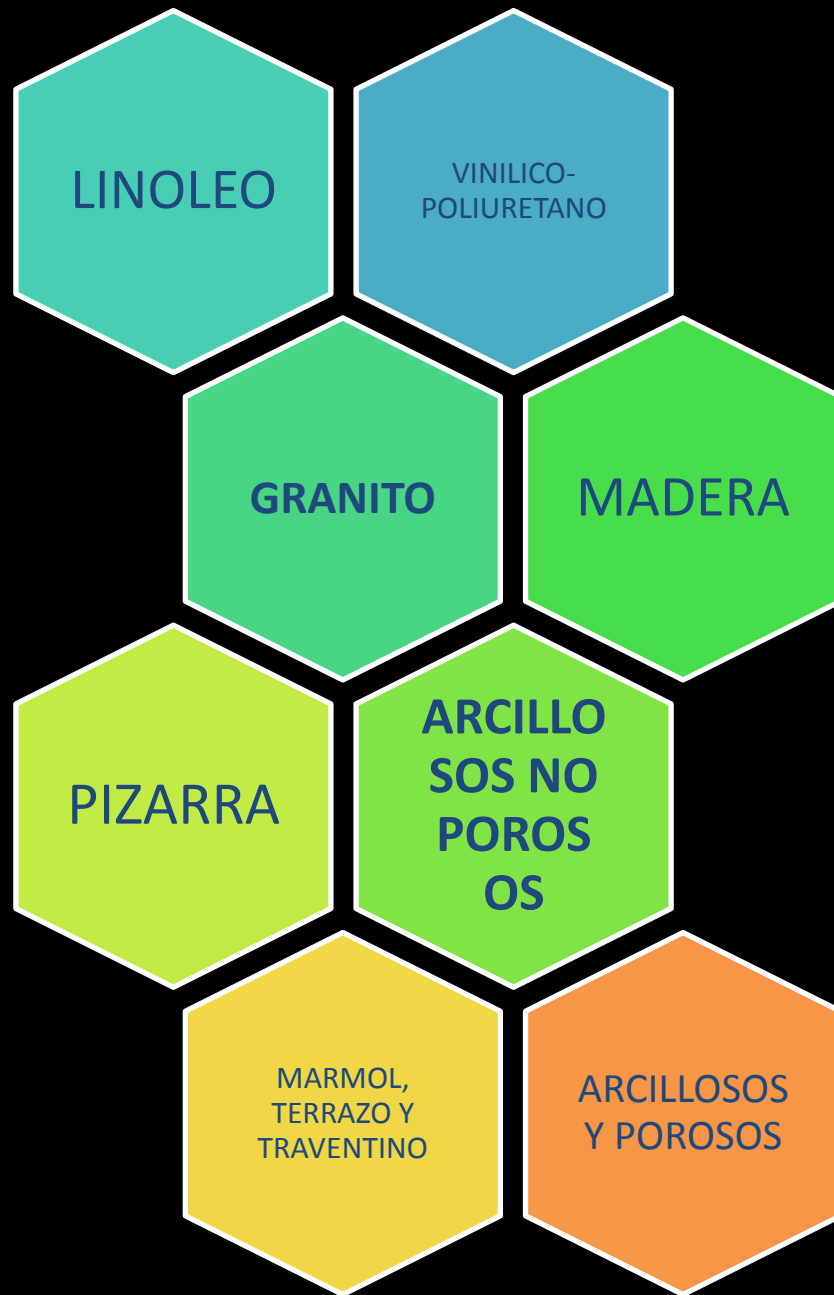 LINOLEO
VINILICO-
POLIURETANO
GRANITO
MADERA
PIZARRA
ARCILLO
SOS NO
POROS
OS
MARMOL,
TERRAZO Y
TRAVENTINO
ARCILLOSOS
Y POROSOS